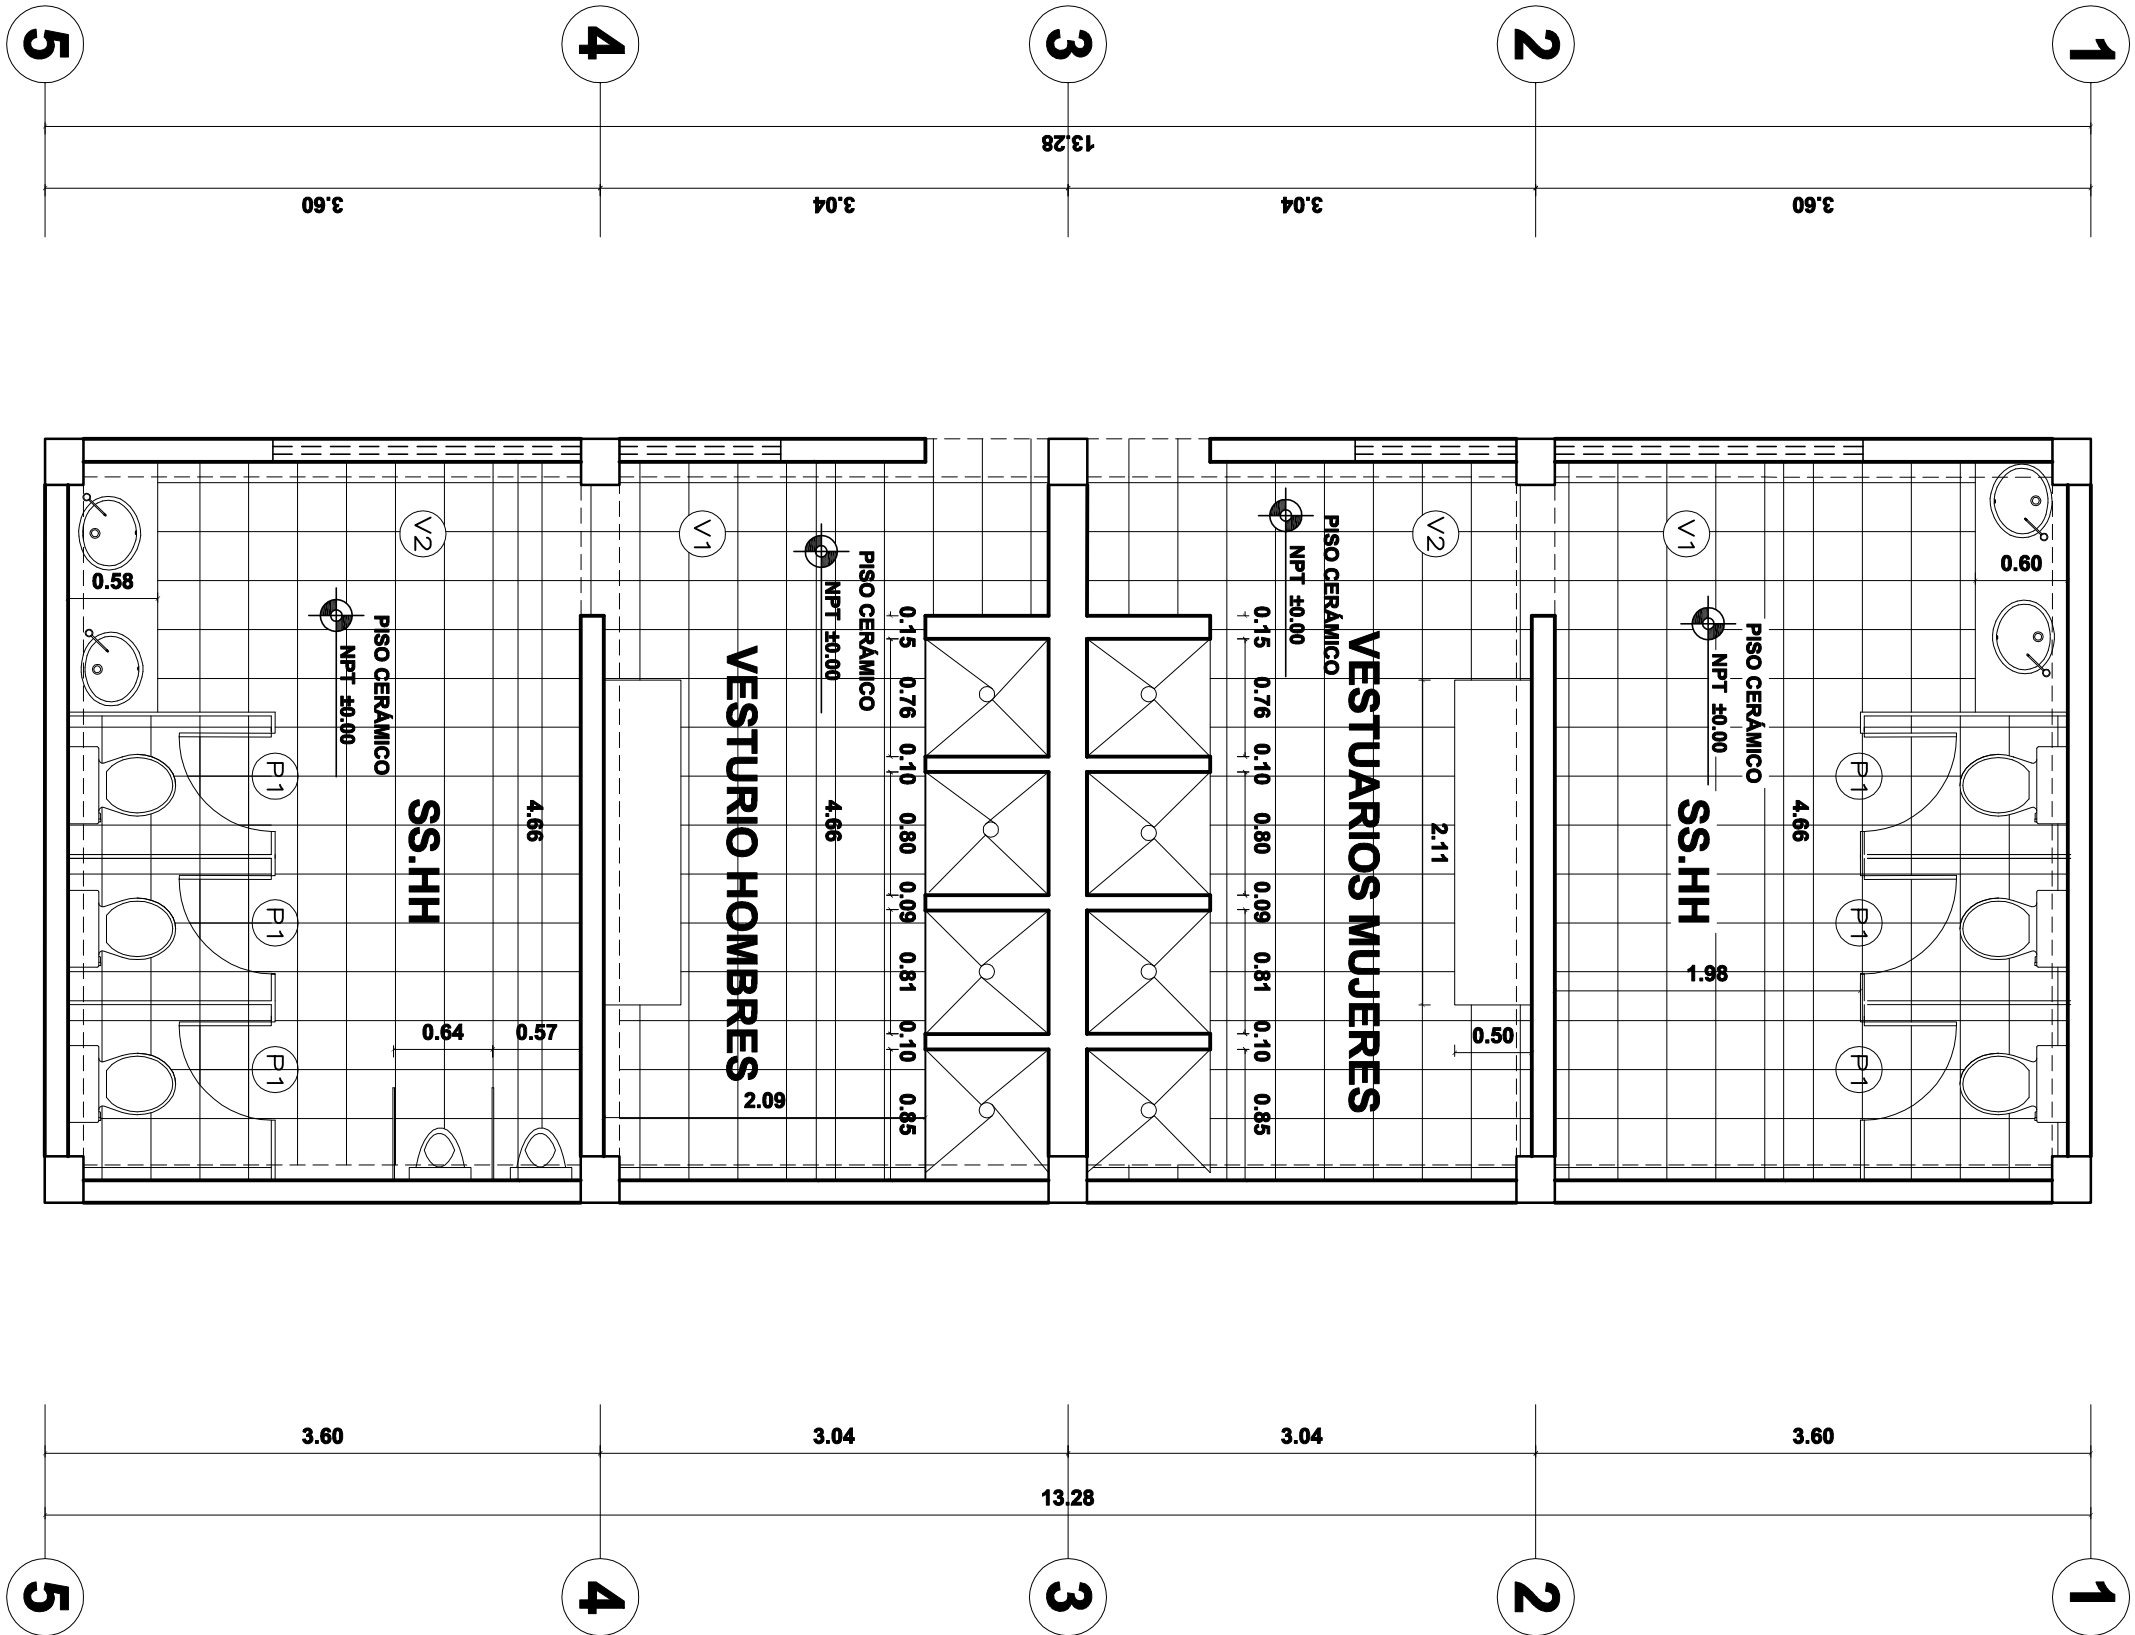 5 4 3 2 1
13.28
3.60 3.04 3.04 3.60
V2 V1 V2 V1
0.58
0.60
PISO CERÁMICO
NPT ±0.00
PISO CERÁMICO
NPT ±0.00
PISO CERÁMICO
NPT ±0.00
PISO CERÁMICO
NPT ±0.00
SS.HH
VESTURIO HOMBRES
VESTUARIOS MUJERES
SS.HH
4.66
4.66
4.66
P1
P1
P1
P1
P1
P1
0.15
0.76
0.10
0.80
0.09
0.81
0.10
0.85
0.15
0.76
0.10
0.80
0.09
0.81
0.10
0.85
2.11
1.98
0.64 0.57
0.50
2.09
3.60 3.04 3.04 3.60
13.28
5 4 3 2 1